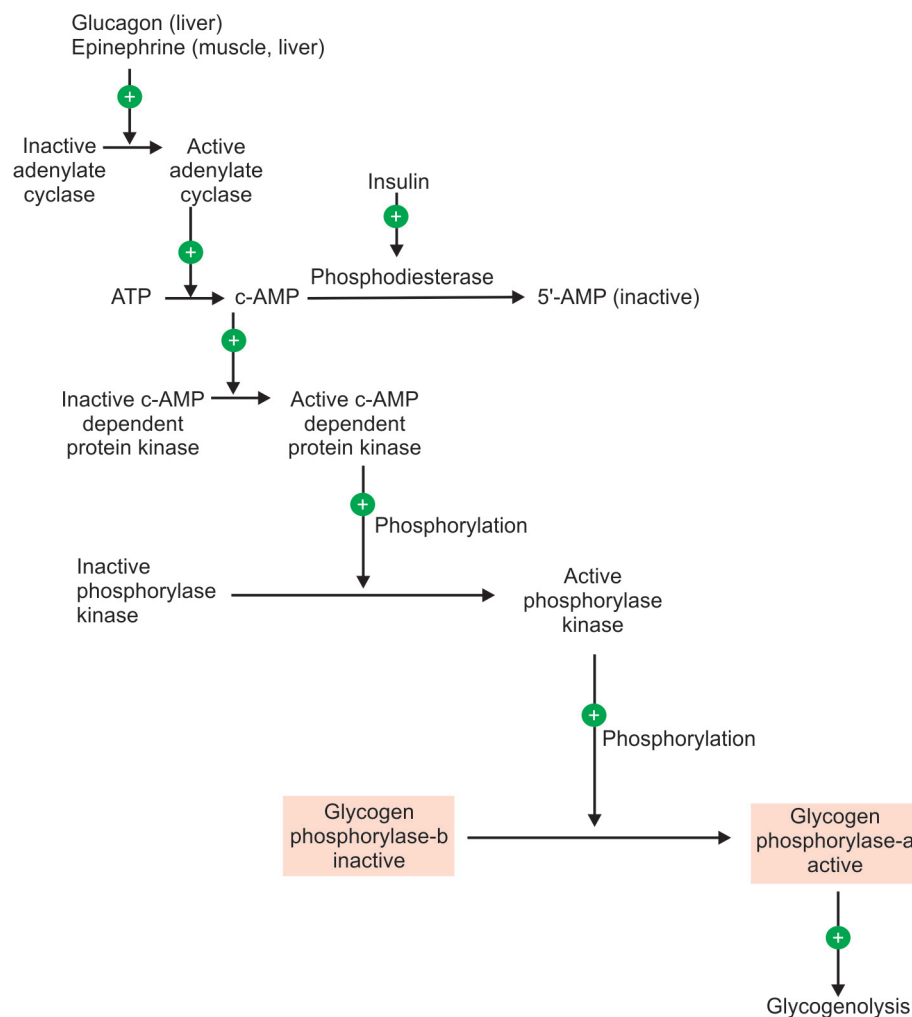 Glucagon (liver)
Epinephrine (muscle, liver)
+
Inactive
adenylate
cyclase
Active
adenylate
cyclase
Insulin
+
+
Phosphodiesterase
ATP
c-AMP
5'-AMP (inactive)
+
Inactive c-AMP
dependent
protein kinase
Active c-AMP
dependent
protein kinase
+
Phosphorylation
Inactive
phosphorylase
kinase
Active
phosphorylase
kinase
+
Phosphorylation
Glycogen
phosphorylase-b
inactive
Glycogen
phosphorylase-a
active
+
Glycogenolysis